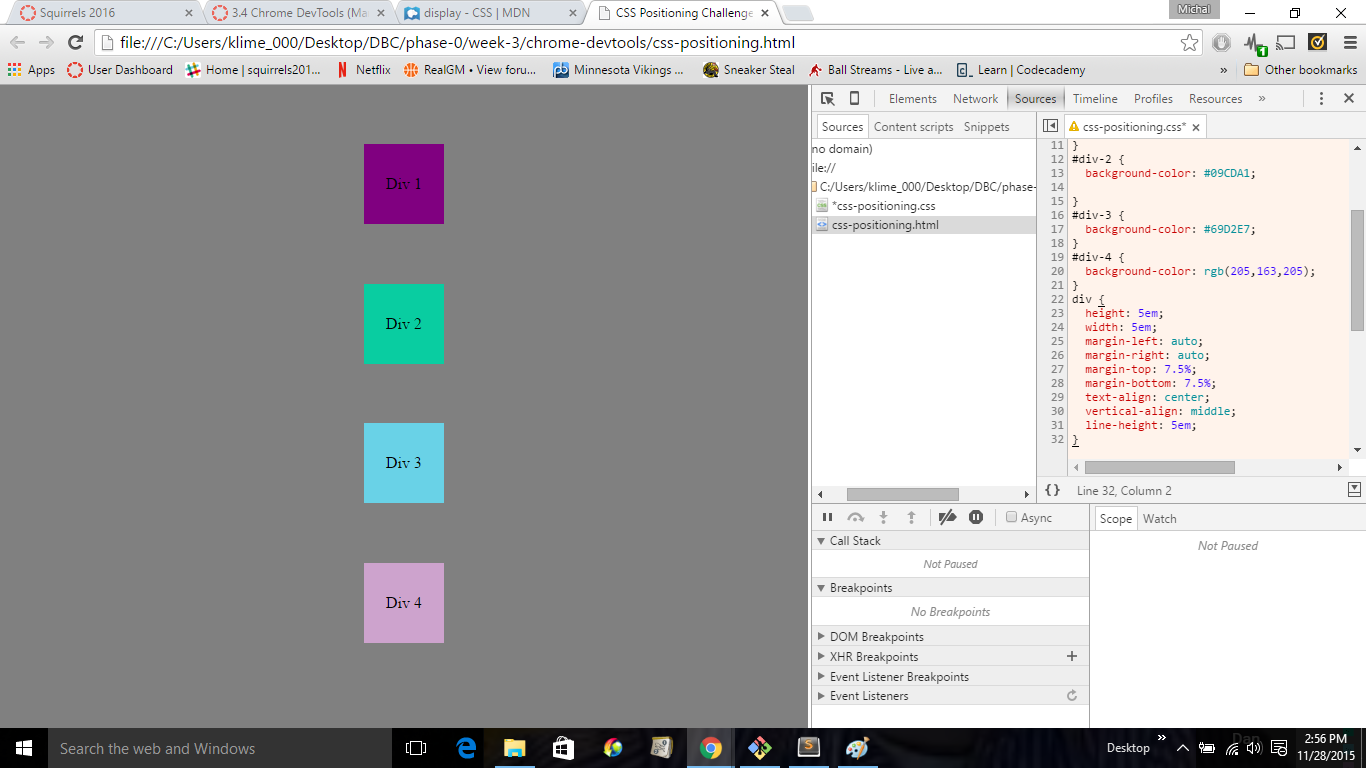 Squirrels 2016
3.4 Chrome DevTools (Ma
display - CSS | MDN
CSS Positioning Challenge
Michal
file:///C:/Users/klime_000/Desktop/DBC/phase-0/week-3/chrome-devtools/css-positioning.html
Apps
User Dashboard
Home | squirrels201...
Netflix
RealGM • View foru...
Minnesota Vikings ...
Sneaker Steal
Ball Streams - Live a...
Learn | Codecademy
»
Other bookmarks
Div 1
Div 2
Div 3
Div 4
Elements
Network
Sources
Timeline
Profiles
Resources
»
Sources
Content scripts
Snippets
no domain)
ile://
C:/Users/klime_000/Desktop/DBC/phase-
*css-positioning.css
css-positioning.html
css-positioning.css*
11 }
12 #div-2 {
13 background-color: #09CDA1;
14
15 }
16 #div-3 {
17 background-color: #69D2E7;
18 }
19 #div-4 {
20 background-color: rgb(205,163,205);
21 }
22 div {
23 height: 5em;
24 width: 5em;
25 margin-left: auto;
26 margin-right: auto;
27 margin-top: 7.5%;
28 margin-bottom: 7.5%;
29 text-align: center;
30 vertical-align: middle;
31 line-height: 5em;
32 }
{} Line 32, Column 2
Async
Call Stack
Not Paused
Breakpoints
No Breakpoints
DOM Breakpoints
XHR Breakpoints
Event Listener Breakpoints
Event Listeners
Scope
Watch
Not Paused
Search the web and Windows
Desktop
»
2:56 PM
11/28/2015